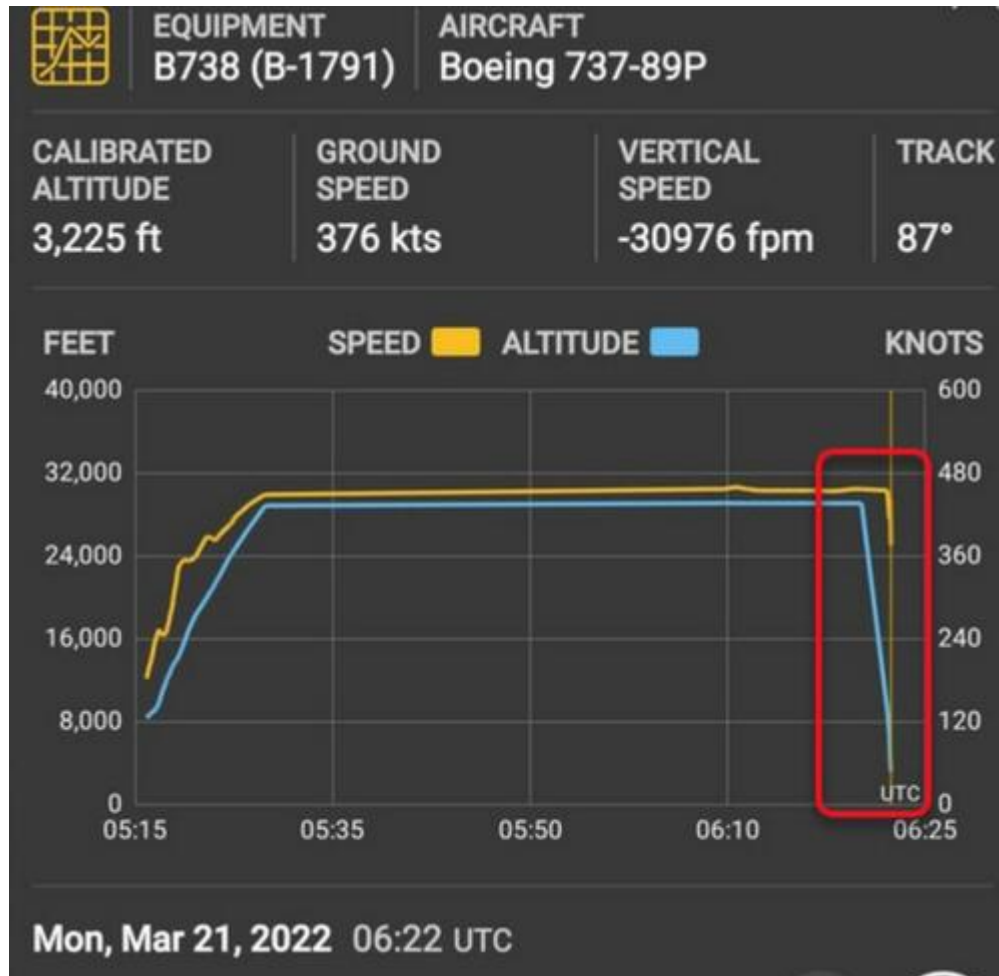 EQUIPMENT AIRCRAFT
B738 (B-1791) Boeing 737-89P
CALIBRATED ALTITUDE
3,225 ft
GROUND SPEED
376 kts
VERTICAL SPEED
-30976 fpm
TRACK
87°
FEET SPEED ALTITUDE KNOTS
40,000 600
32,000 480
24,000 360
16,000 240
8,000 120
UTC
0 0
05:15 05:35 05:50 06:10 06:25
Mon, Mar 21, 2022 06:22 UTC